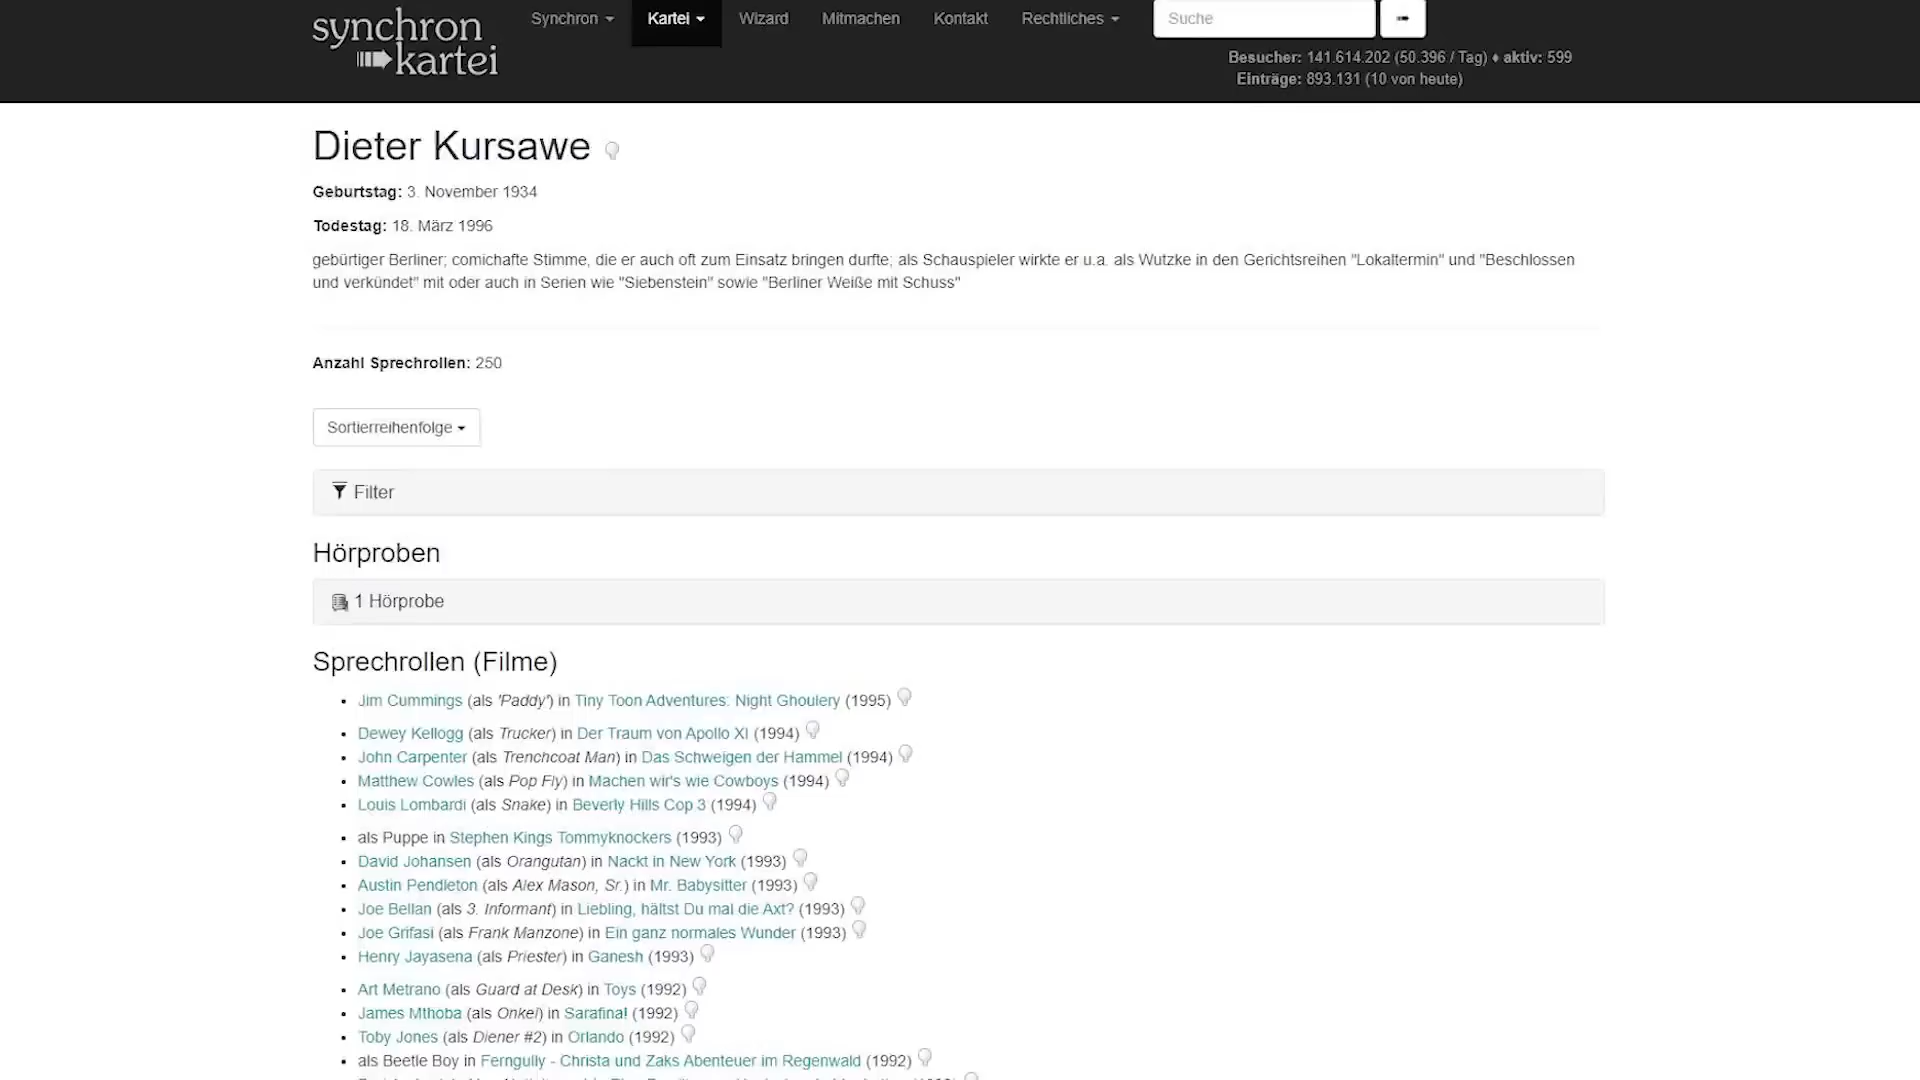 synchron
kartei
Synchron
Kartei
Wizard
Mitmachen
Kontakt
Rechtliches
Suche
Besucher: 141.614.202 (50.396 / Tag) ♦ aktiv: 599
Einträge: 893.131 (10 von heute)
Dieter Kursawe
Geburtstag: 3. November 1934
Todestag: 18. März 1996
gebürtiger Berliner; comichafte Stimme, die er auch oft zum Einsatz bringen durfte; als Schauspieler wirkte er u.a. als Wutzke in den Gerichtsreihen "Lokaltermin" und "Beschlossen
und verkündet" mit oder auch in Serien wie "Siebenstein" sowie "Berliner Weiße mit Schuss"
Anzahl Sprechrollen: 250
Sortierreihenfolge
Filter
Hörproben
1 Hörprobe
Sprechrollen (Filme)
Jim Cummings (als 'Paddy') in Tiny Toon Adventures: Night Ghoulery (1995)
Dewey Kellogg (als Trucker) in Der Traum von Apollo XI (1994)
John Carpenter (als Trenchcoat Man) in Das Schweigen der Hammel (1994)
Matthew Cowles (als Pop Fly) in Machen wir's wie Cowboys (1994)
Louis Lombardi (als Snake) in Beverly Hills Cop 3 (1994)
als Puppe in Stephen Kings Tommyknockers (1993)
David Johansen (als Orangutan) in Nackt in New York (1993)
Austin Pendleton (als Alex Mason, Sr.) in Mr. Babysitter (1993)
Joe Bellan (als 3. Informant) in Liebling, hältst Du mal die Axt? (1993)
Joe Grifasi (als Frank Manzone) in Ein ganz normales Wunder (1993)
Henry Jayasena (als Priester) in Ganesh (1993)
Art Metrano (als Guard at Desk) in Toys (1992)
James Mthoba (als Onkel) in Sarafina! (1992)
Toby Jones (als Diener #2) in Orlando (1992)
als Beetle Boy in Ferngully - Christa und Zaks Abenteuer im Regenwald (1992)